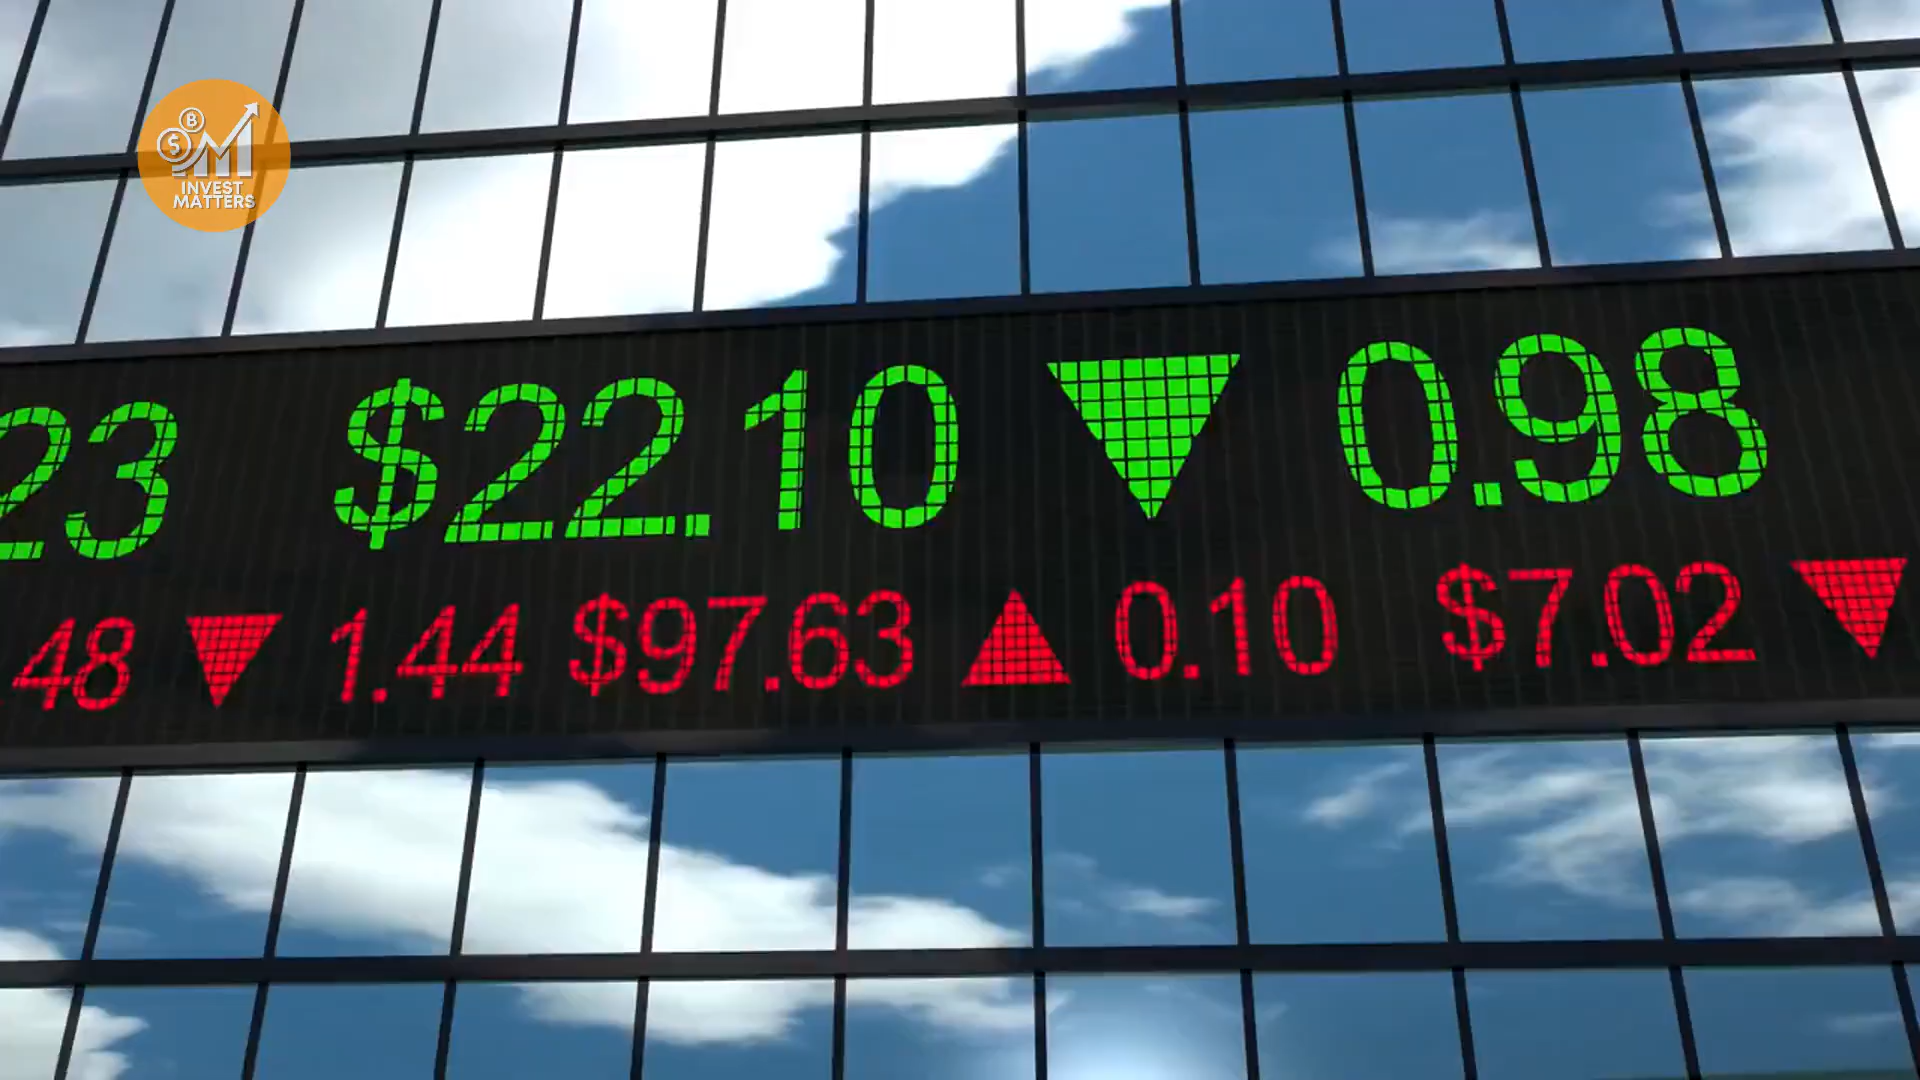 $ B
INVEST
MATTERS
23 $22.10 ▼ 0.98
48 ▼ 1.44 $97.63 ▲ 0.10 $7.02 ▼